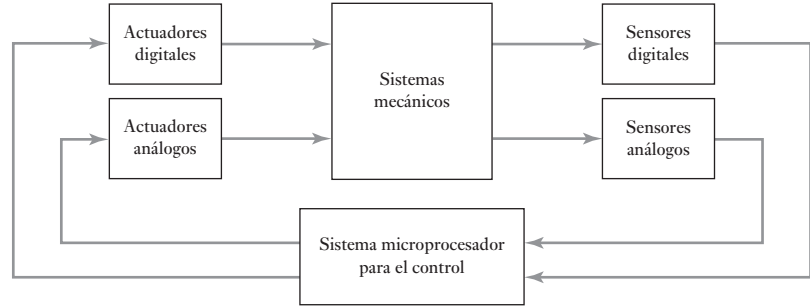 Actuadores
digitales
Sistemas
mecánicos
Sensores
digitales
Actuadores
análogos
Sensores
análogos
Sistema microprocesador
para el control